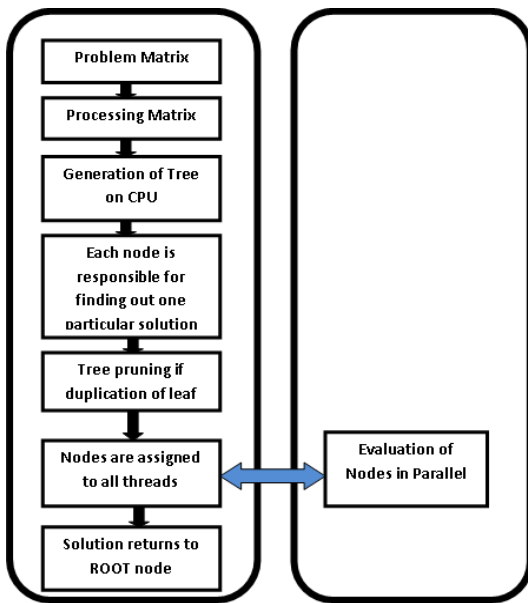 Problem Matrix
Processing Matrix
Generation of Tree
on CPU
Each node is
responsible for
finding out one
particular solution
Tree pruning if
duplication of leaf
Nodes are assigned
to all threads
Solution returns to
ROOT node
Evaluation of
Nodes in Parallel